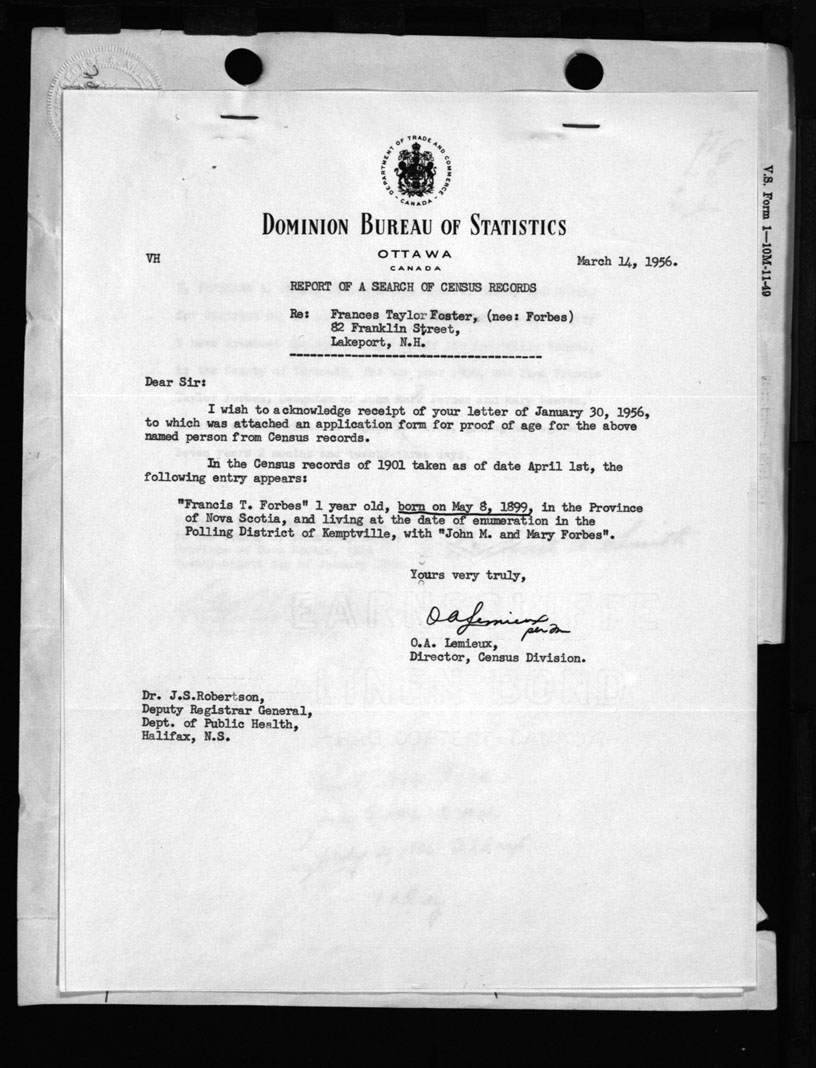 DEPARTMENT OF TRADE AND COMMERCE
- CANADA -
DOMINION BUREAU OF STATISTICS
OTTAWA
CANADA
VH
March 14, 1956.
REPORT OF A SEARCH OF CENSUS RECORDS
Re: Frances Taylor Foster, (nee: Forbes)
82 Franklin Street,
Lakeport, N.H.
Dear Sir:
I wish to acknowledge receipt of your letter of January 30, 1956,
to which was attached an application form for proof of age for the above
named person from Census records.
In the Census records of 1901 taken as of date April 1st, the
following entry appears:
"Francis T. Forbes" 1 year old, born on May 8, 1899, in the Province
of Nova Scotia, and living at the date of enumeration in the
Polling District of Kemptville, with "John M. and Mary Forbes".
Yours very truly,
O A Lemieux
O.A. Lemieux,
Director, Census Division.
Dr. J.S.Robertson,
Deputy Registrar General,
Dept. of Public Health,
Halifax, N.S.
V.S. Form 1—10M-11-49